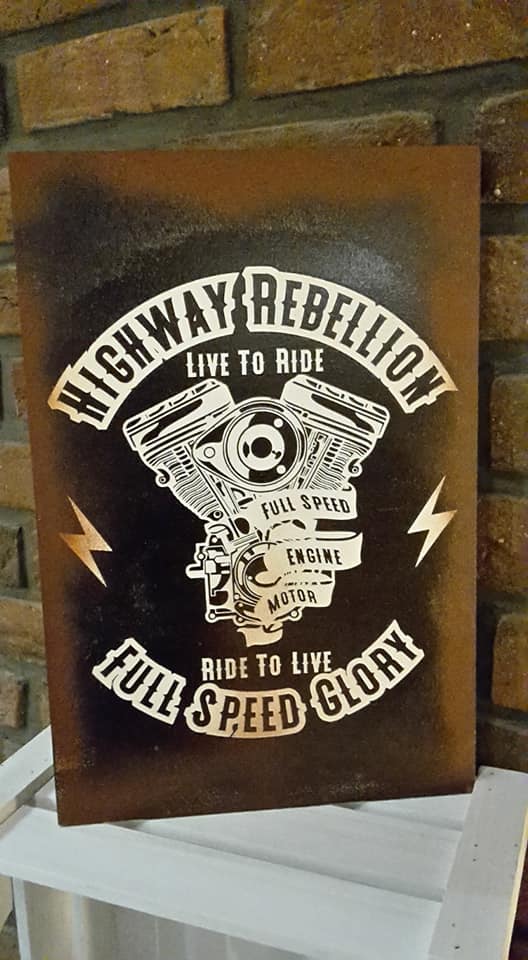 HIGHWAY REBELLION
LIVE TO RIDE
FULL SPEED
ENGINE
MOTOR
RIDE TO LIVE
FULL SPEED GLORY